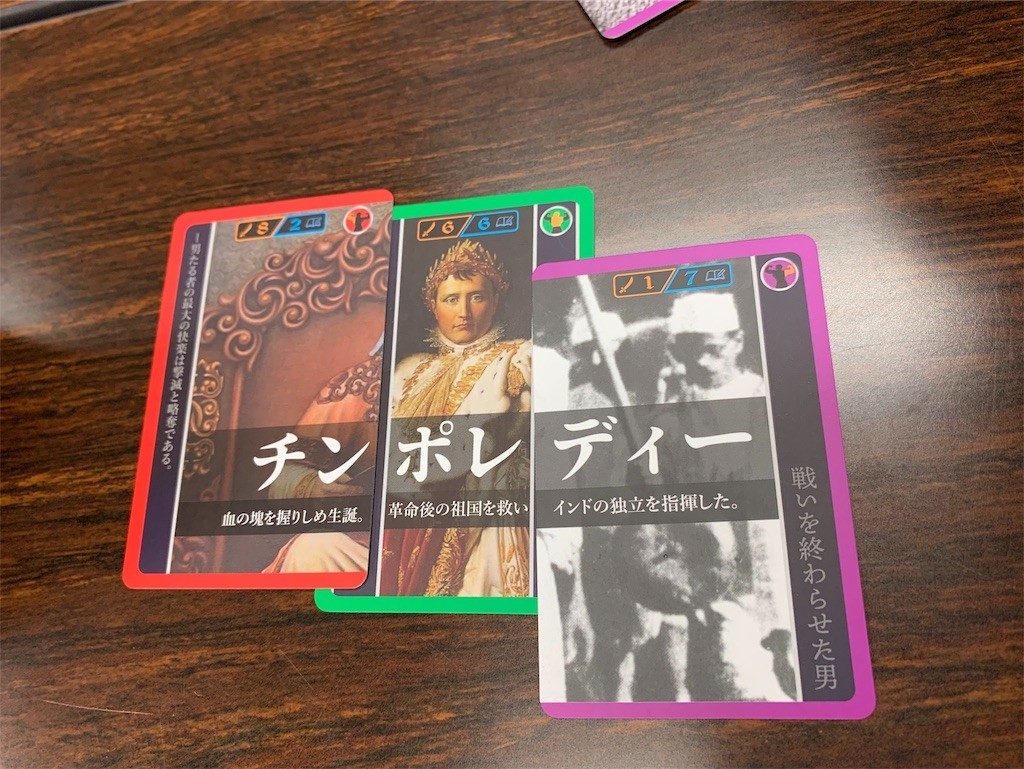 8 2
ー男たる者の最大の快楽は撃滅と略奪である。
チン
血の塊を握りしめ生誕。
6 6
ポレ
革命後の祖国を救い
1 7
ディー
インドの独立を指揮した。
戦いを終わらせた男